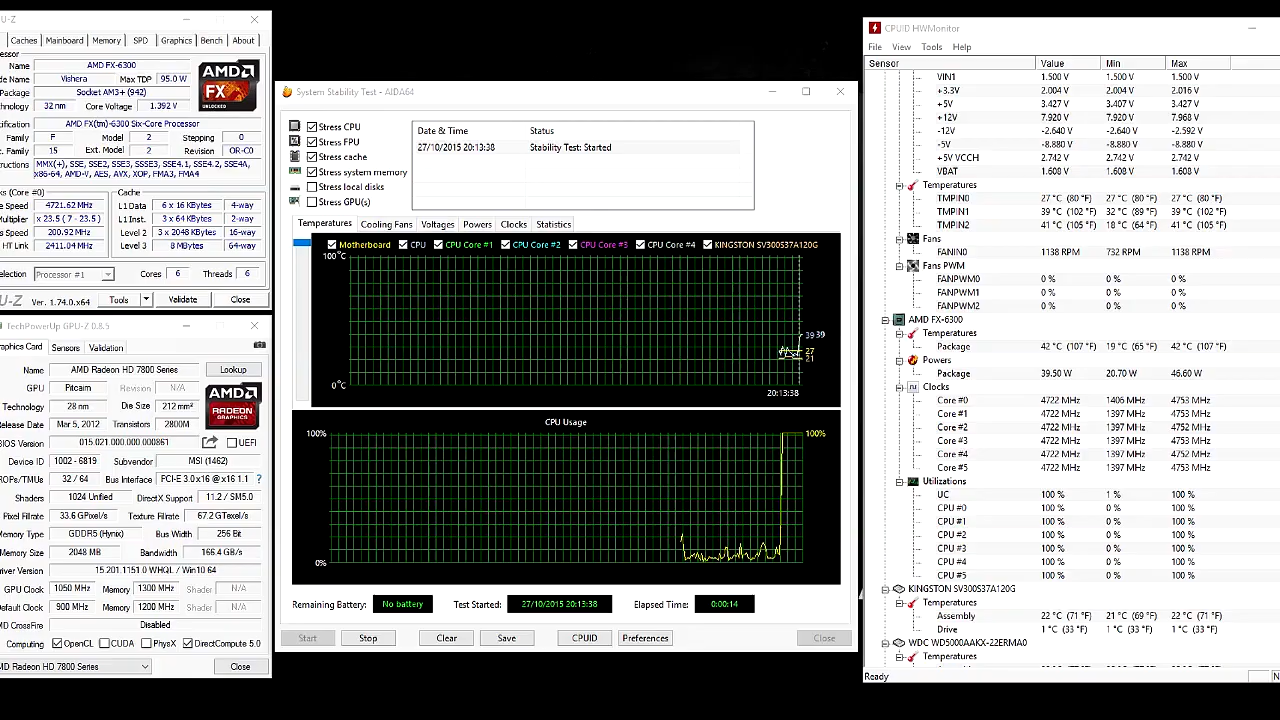 U-Z
Caches Mainboard Memory SPD Graphics Bench About
essor
Name AMD FX-6300
de Name Vishera Max TDP 95.0 W
Package Socket AM3+ (942)
hnology 32 nm Core Voltage 1.392 V
AMD FX UNLOCKED
ification AMD FX(tm)-6300 Six-Core Processor
Family F Model 2 Stepping 0
Family 15 Ext. Model 2 Revision OR-C0
tructions MMX(+), SSE, SSE2, SSE3, SSSE3, SSE4.1, SSE4.2, SSE4A,
x86-64, AMD-V, AES, AVX, XOP, FMA3, FMA4
ks (Core #0) Cache
re Speed 4721.62 MHz L1 Data 6 x 16 KBytes 4-way
Multiplier x 23.5 ( 7 - 23.5 ) L1 Inst. 3 x 64 KBytes 2-way
us Speed 200.92 MHz Level 2 3 x 2048 KBytes 16-way
HT Link 2411.04 MHz Level 3 8 MBytes 64-way
election Processor #1 Cores 6 Threads 6
U-Z Ver. 1.74.0.x64 Tools Validate Close
TechPowerUp GPU-Z 0.8.5
raphics Card Sensors Validation
Name AMD Radeon HD 7800 Series Lookup
GPU Pitcairn Revision N/A
Technology 28 nm Die Size 212 mm²
Release Date Mar 5, 2012 Transistors 2800M
AMD RADEON GRAPHICS
BIOS Version 015.021.000.000.000861 UEFI
Device ID 1002 - 6819 Subvendor MSI (1462)
ROPs/TMUs 32 / 64 Bus Interface PCI-E 3.0 x16 @ x16 1.1 ?
Shaders 1024 Unified DirectX Support 11.2 / SM5.0
Pixel Fillrate 33.6 GPixel/s Texture Fillrate 67.2 GTexel/s
Memory Type GDDR5 (Hynix) Bus Width 256 Bit
Memory Size 2048 MB Bandwidth 166.4 GB/s
iver Version 15.201.1151.0 WHQL / Win10 64
GPU Clock 1050 MHz Memory 1300 MHz Shader N/A
Default Clock 900 MHz Memory 1200 MHz Shader N/A
MD CrossFire Disabled
Computing OpenCL CUDA PhysX DirectCompute 5.0
MD Radeon HD 7800 Series Close
System Stability Test - AIDA64
Stress CPU
Stress FPU
Stress cache
Stress system memory
Stress local disks
Stress GPU(s)
Date & Time Status
27/10/2015 20:13:38 Stability Test: Started
Temperatures Cooling Fans Voltages Powers Clocks Statistics
Motherboard CPU CPU Core #1 CPU Core #2 CPU Core #3 CPU Core #4 KINGSTON SV300S37A120G
100°C
39 39
27
21
0°C
20:13:38
CPU Usage
100% 100%
0%
Remaining Battery: No battery Test Started: 27/10/2015 20:13:38 Elapsed Time: 0:00:14
Start Stop Clear Save CPUID Preferences Close
CPUID HWMonitor
File View Tools Help
Sensor Value Min Max
VIN1 1.500 V 1.500 V 1.500 V
+3.3V 2.004 V 2.004 V 2.016 V
+5V 3.427 V 3.407 V 3.427 V
+12V 7.920 V 7.920 V 7.968 V
-12V -2.640 V -2.640 V -2.592 V
-5V -8.880 V -8.880 V -8.880 V
+5V VCCH 2.742 V 2.742 V 2.742 V
VBAT 1.608 V 1.608 V 1.608 V
Temperatures
TMPIN0 27 °C (80 °F) 27 °C (80 °F) 27 °C (80 °F)
TMPIN1 39 °C (102 °F) 32 °C (89 °F) 39 °C (102 °F)
TMPIN2 41 °C (105 °F) 18 °C (64 °F) 41 °C (105 °F)
Fans
FANIN0 1138 RPM 732 RPM 1138 RPM
Fans PWM
FANPWM0 0 % 0 % 0 %
FANPWM1 0 % 0 % 0 %
FANPWM2 0 % 0 % 0 %
AMD FX-6300
Temperatures
Package 42 °C (107 °F) 19 °C (65 °F) 42 °C (107 °F)
Powers
Package 39.50 W 20.70 W 46.60 W
Clocks
Core #0 4722 MHz 1406 MHz 4753 MHz
Core #1 4722 MHz 1397 MHz 4753 MHz
Core #2 4722 MHz 1397 MHz 4752 MHz
Core #3 4722 MHz 1397 MHz 4753 MHz
Core #4 4722 MHz 1397 MHz 4752 MHz
Core #5 4722 MHz 1397 MHz 4753 MHz
Utilizations
UC 100 % 1 % 100 %
CPU #0 100 % 0 % 100 %
CPU #1 100 % 0 % 100 %
CPU #2 100 % 0 % 100 %
CPU #3 100 % 0 % 100 %
CPU #4 100 % 0 % 100 %
CPU #5 100 % 0 % 100 %
KINGSTON SV300S37A120G
Temperatures
Assembly 22 °C (71 °F) 21 °C (69 °F) 22 °C (71 °F)
Drive 1 °C (33 °F) 1 °C (33 °F) 1 °C (33 °F)
WDC WD5000AAKX-22ERMA0
Temperatures
Ready N